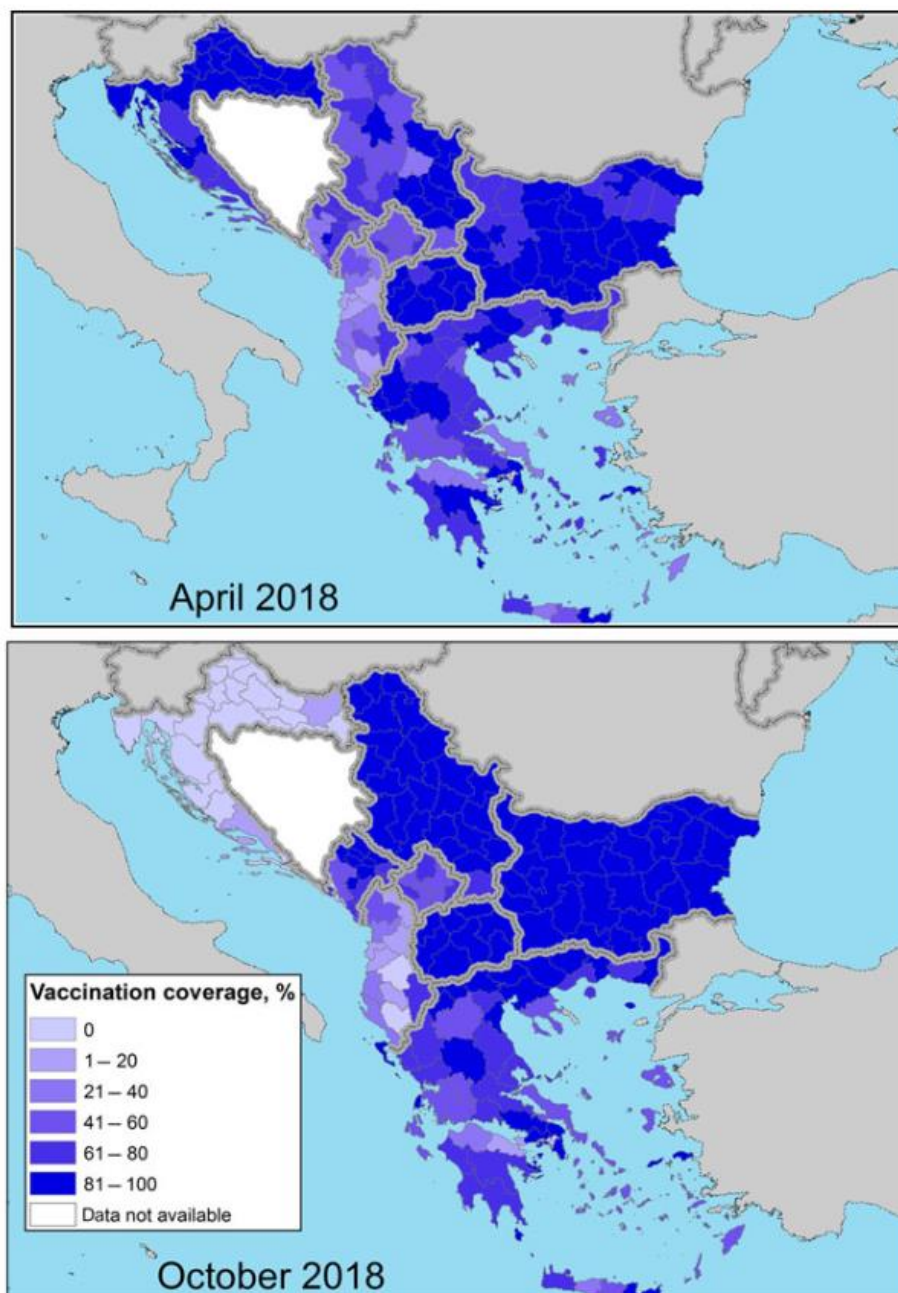 April 2018
Vaccination coverage, %
0
1 – 20
21 – 40
41 – 60
61 – 80
81 – 100
Data not available
October 2018